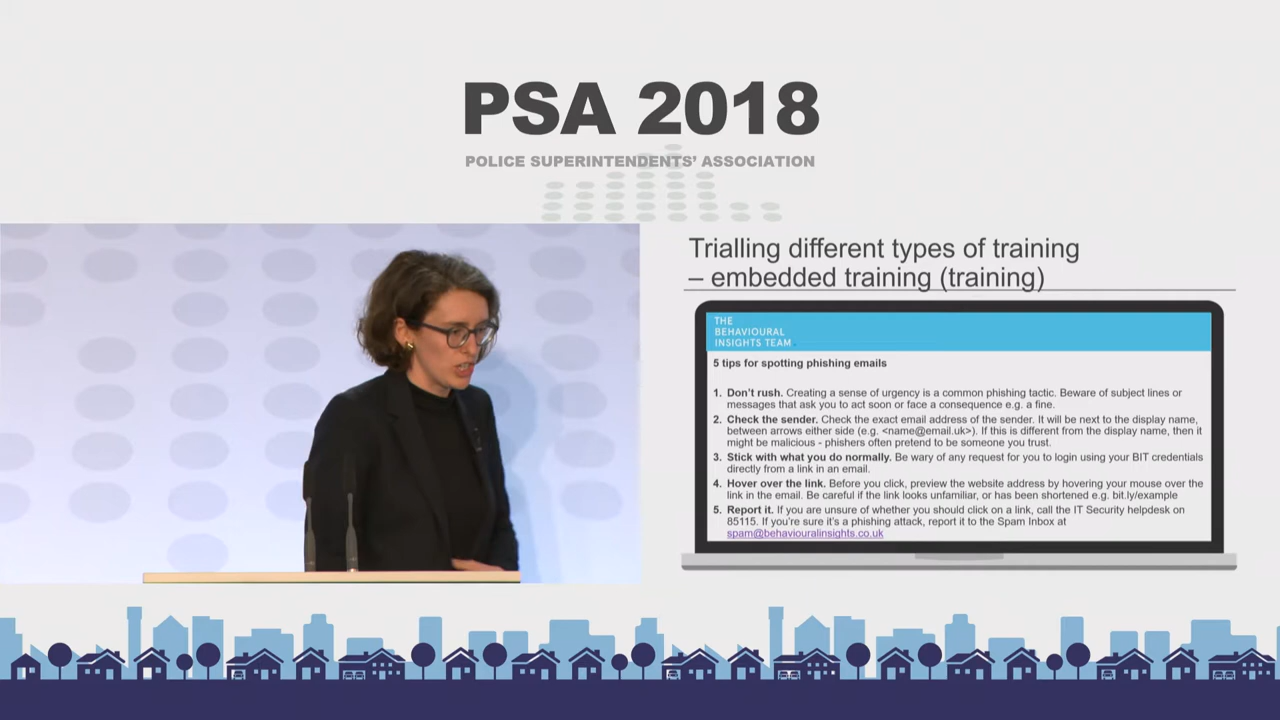 PSA 2018
POLICE SUPERINTENDENTS' ASSOCIATION
Trialling different types of training
– embedded training (training)
THE
BEHAVIOURAL
INSIGHTS TEAM
5 tips for spotting phishing emails
1. Don't rush. Creating a sense of urgency is a common phishing tactic. Beware of subject lines or
messages that ask you to act soon or face a consequence e.g. a fine.
2. Check the sender. Check the exact email address of the sender. It will be next to the display name,
between arrows either side (e.g. <name@email.uk>). If this is different from the display name, then it
might be malicious - phishers often pretend to be someone you trust.
3. Stick with what you do normally. Be wary of any request for you to login using your BIT credentials
directly from a link in an email.
4. Hover over the link. Before you click, preview the website address by hovering your mouse over the
link in the email. Be careful if the link looks unfamiliar, or has been shortened e.g. bit.ly/example
5. Report it. If you are unsure of whether you should click on a link, call the IT Security helpdesk on
85115. If you're sure it's a phishing attack, report it to the Spam Inbox at
spam@behaviouralinsights.co.uk